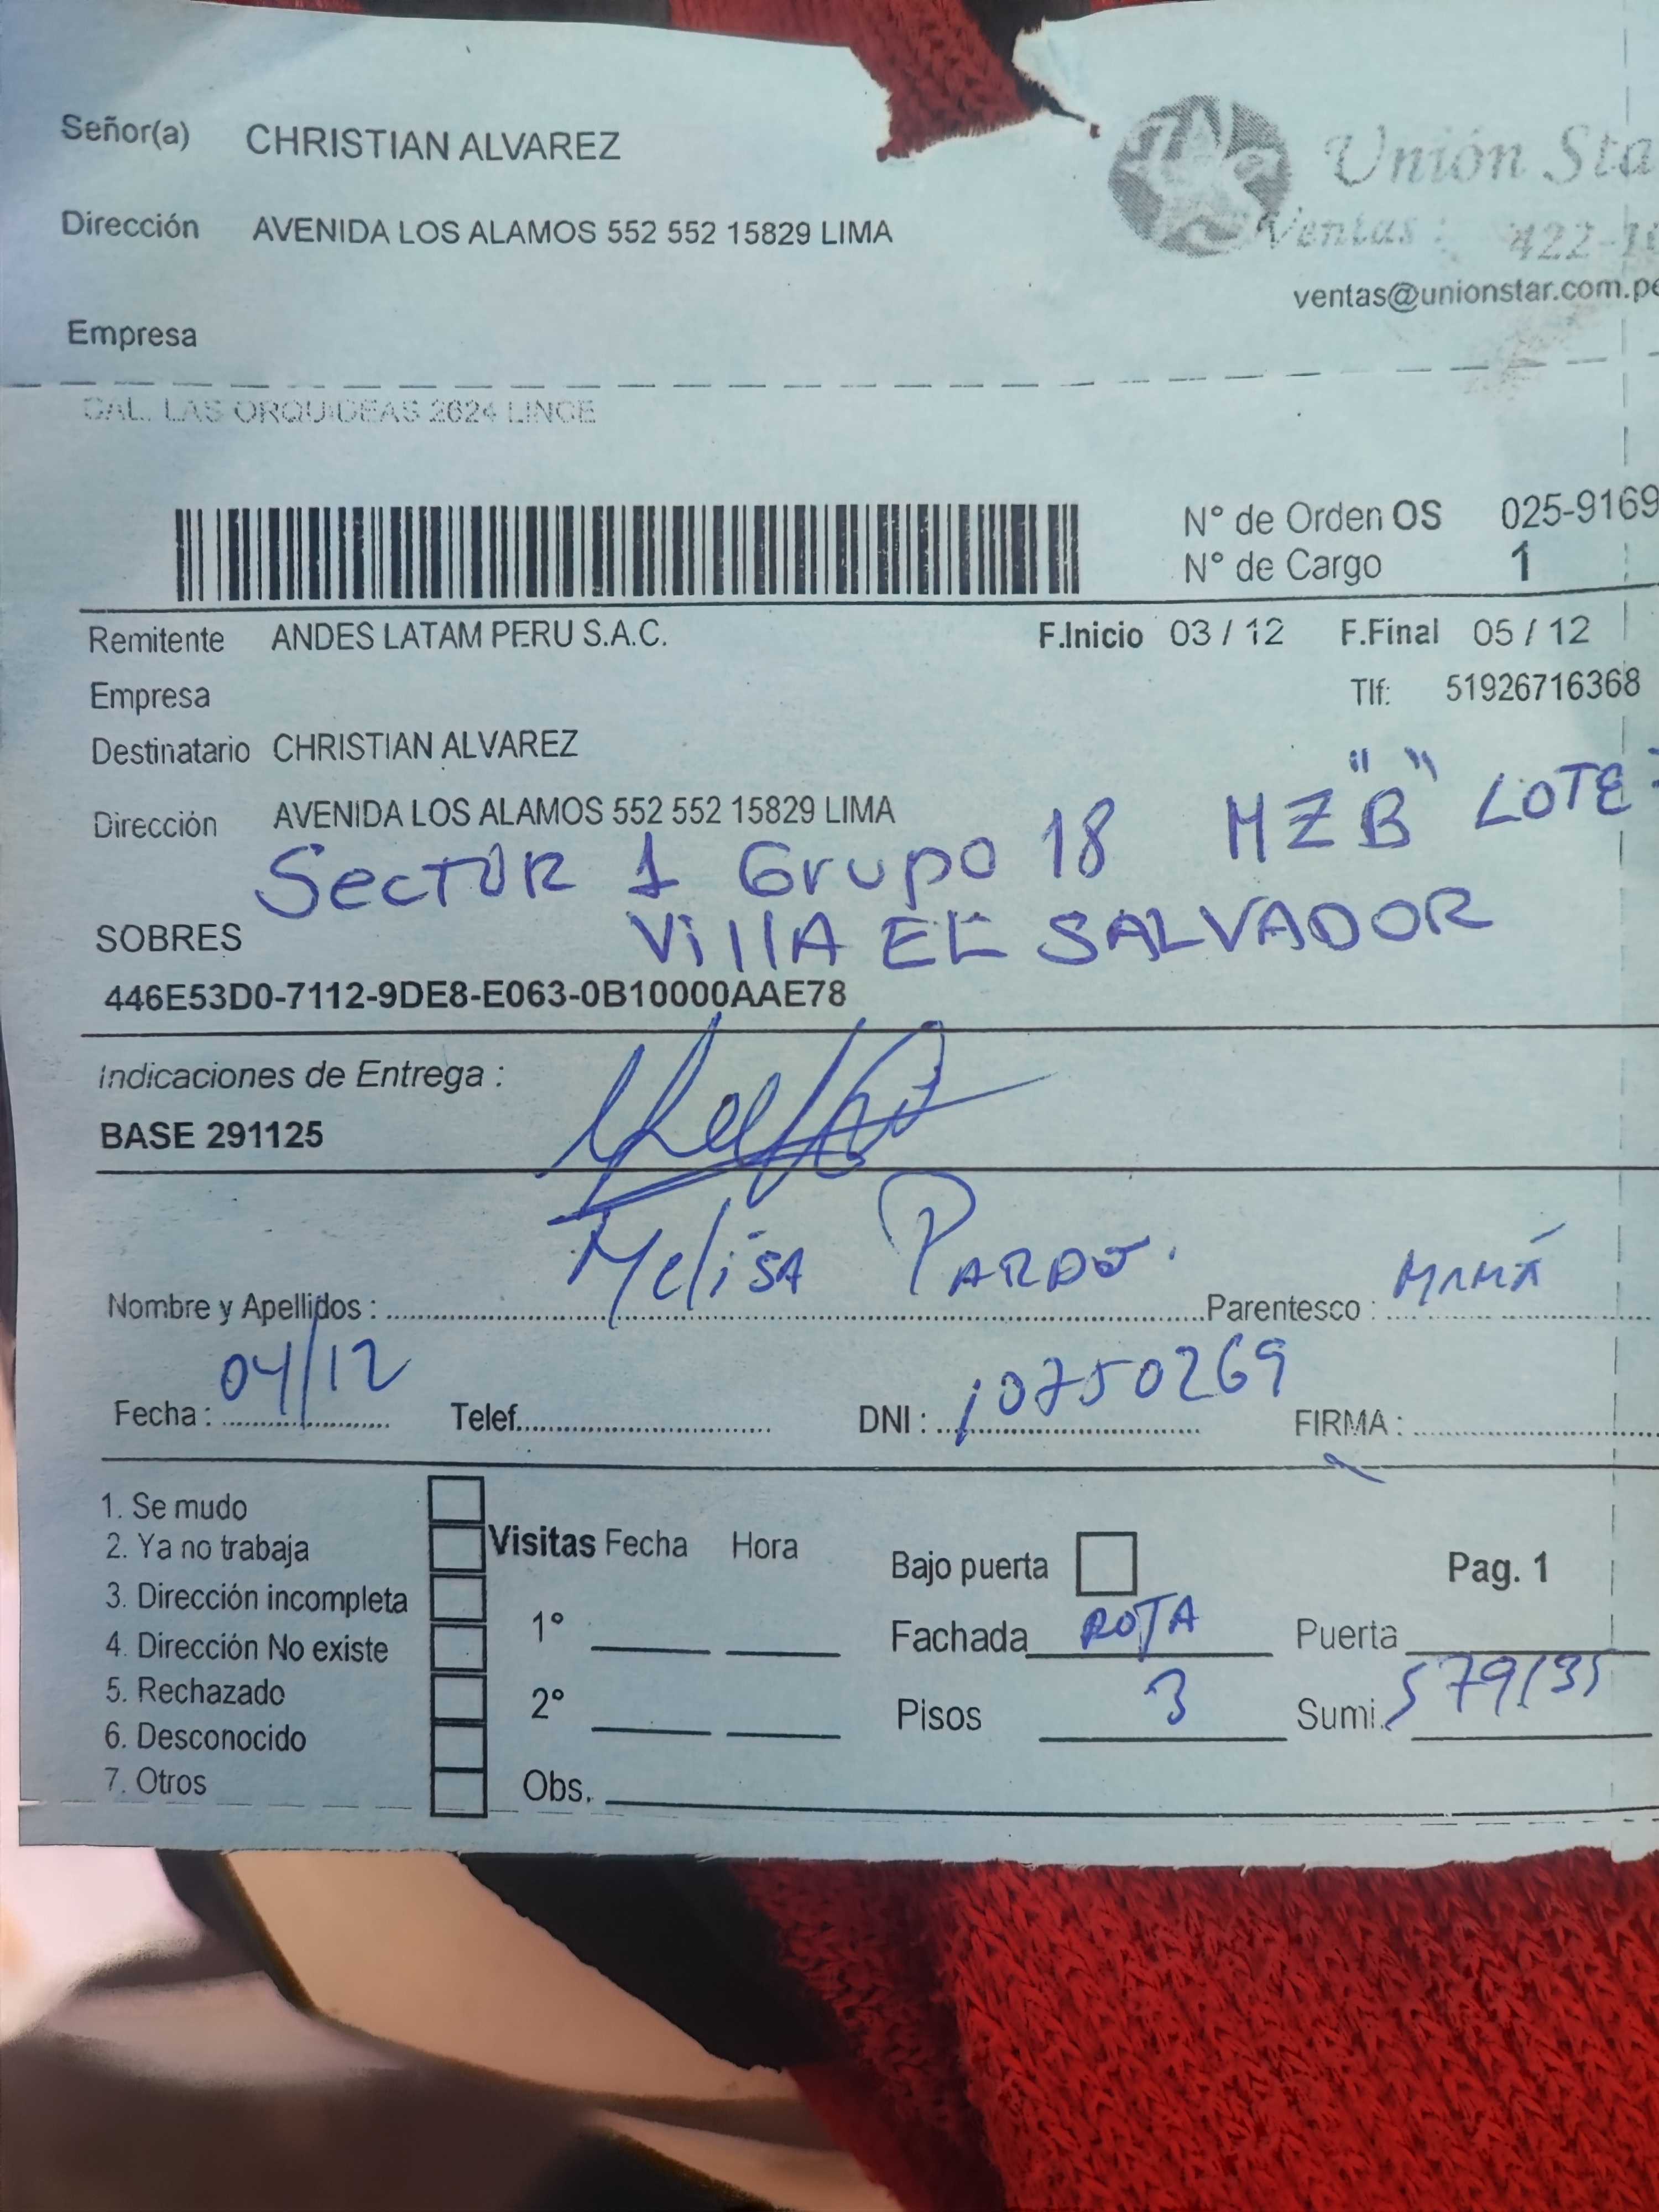 Señor(a) CHRISTIAN ALVAREZ
Unión Sta
Dirección AVENIDA LOS ALAMOS 552 552 15829 LIMA
Ventas : 422-1
ventas@unionstar.com.pe
Empresa
CAL. LAS ORQUIDEAS 2624 LINCE
N° de Orden OS 025-9169
N° de Cargo 1
Remitente ANDES LATAM PERU S.A.C. F.Inicio 03 / 12 F.Final 05 / 12
Empresa Tlf: 51926716368
Destinatario CHRISTIAN ALVAREZ
Dirección AVENIDA LOS ALAMOS 552 552 15829 LIMA
SecTOR 1 Grupo 18 MZ "B" LOTE
VillA EL SALVADOR
SOBRES
446E53D0-7112-9DE8-E063-0B10000AAE78
Indicaciones de Entrega :
BASE 291125
Nombre y Apellidos : Melisa PARDO. Parentesco : MAMÁ
Fecha : 04/12 Telef. DNI : 10750269 FIRMA :
1. Se mudo
2. Ya no trabaja
3. Dirección incompleta
4. Dirección No existe
5. Rechazado
6. Desconocido
7. Otros
Visitas Fecha Hora
1°
2°
Obs.
Bajo puerta Pag. 1
Fachada ROJA Puerta
Pisos 3 Sumi.